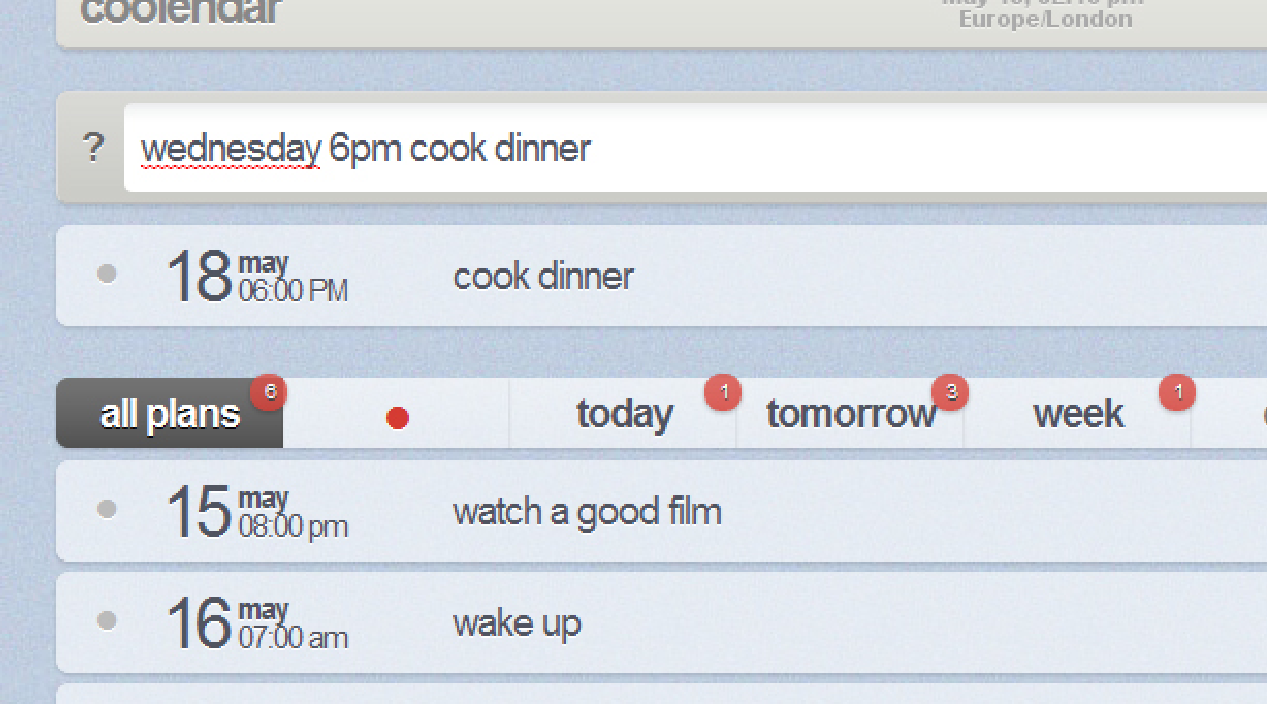 coolendar
Europe/London
? wednesday 6pm cook dinner
18 may 06:00 PM cook dinner
all plans 6 today 1 tomorrow 3 week 1
15 may 08:00 pm watch a good film
16 may 07:00 am wake up